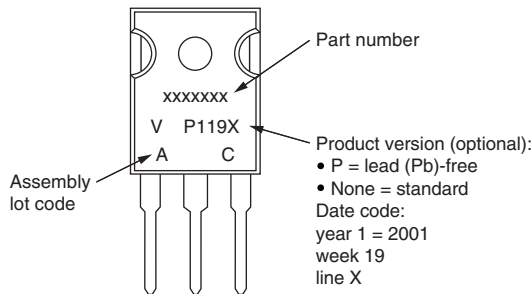 Part number
xxxxxxx
V P119X
A C
Assembly
lot code
Product version (optional):
• P = lead (Pb)-free
• None = standard
Date code:
year 1 = 2001
week 19
line X